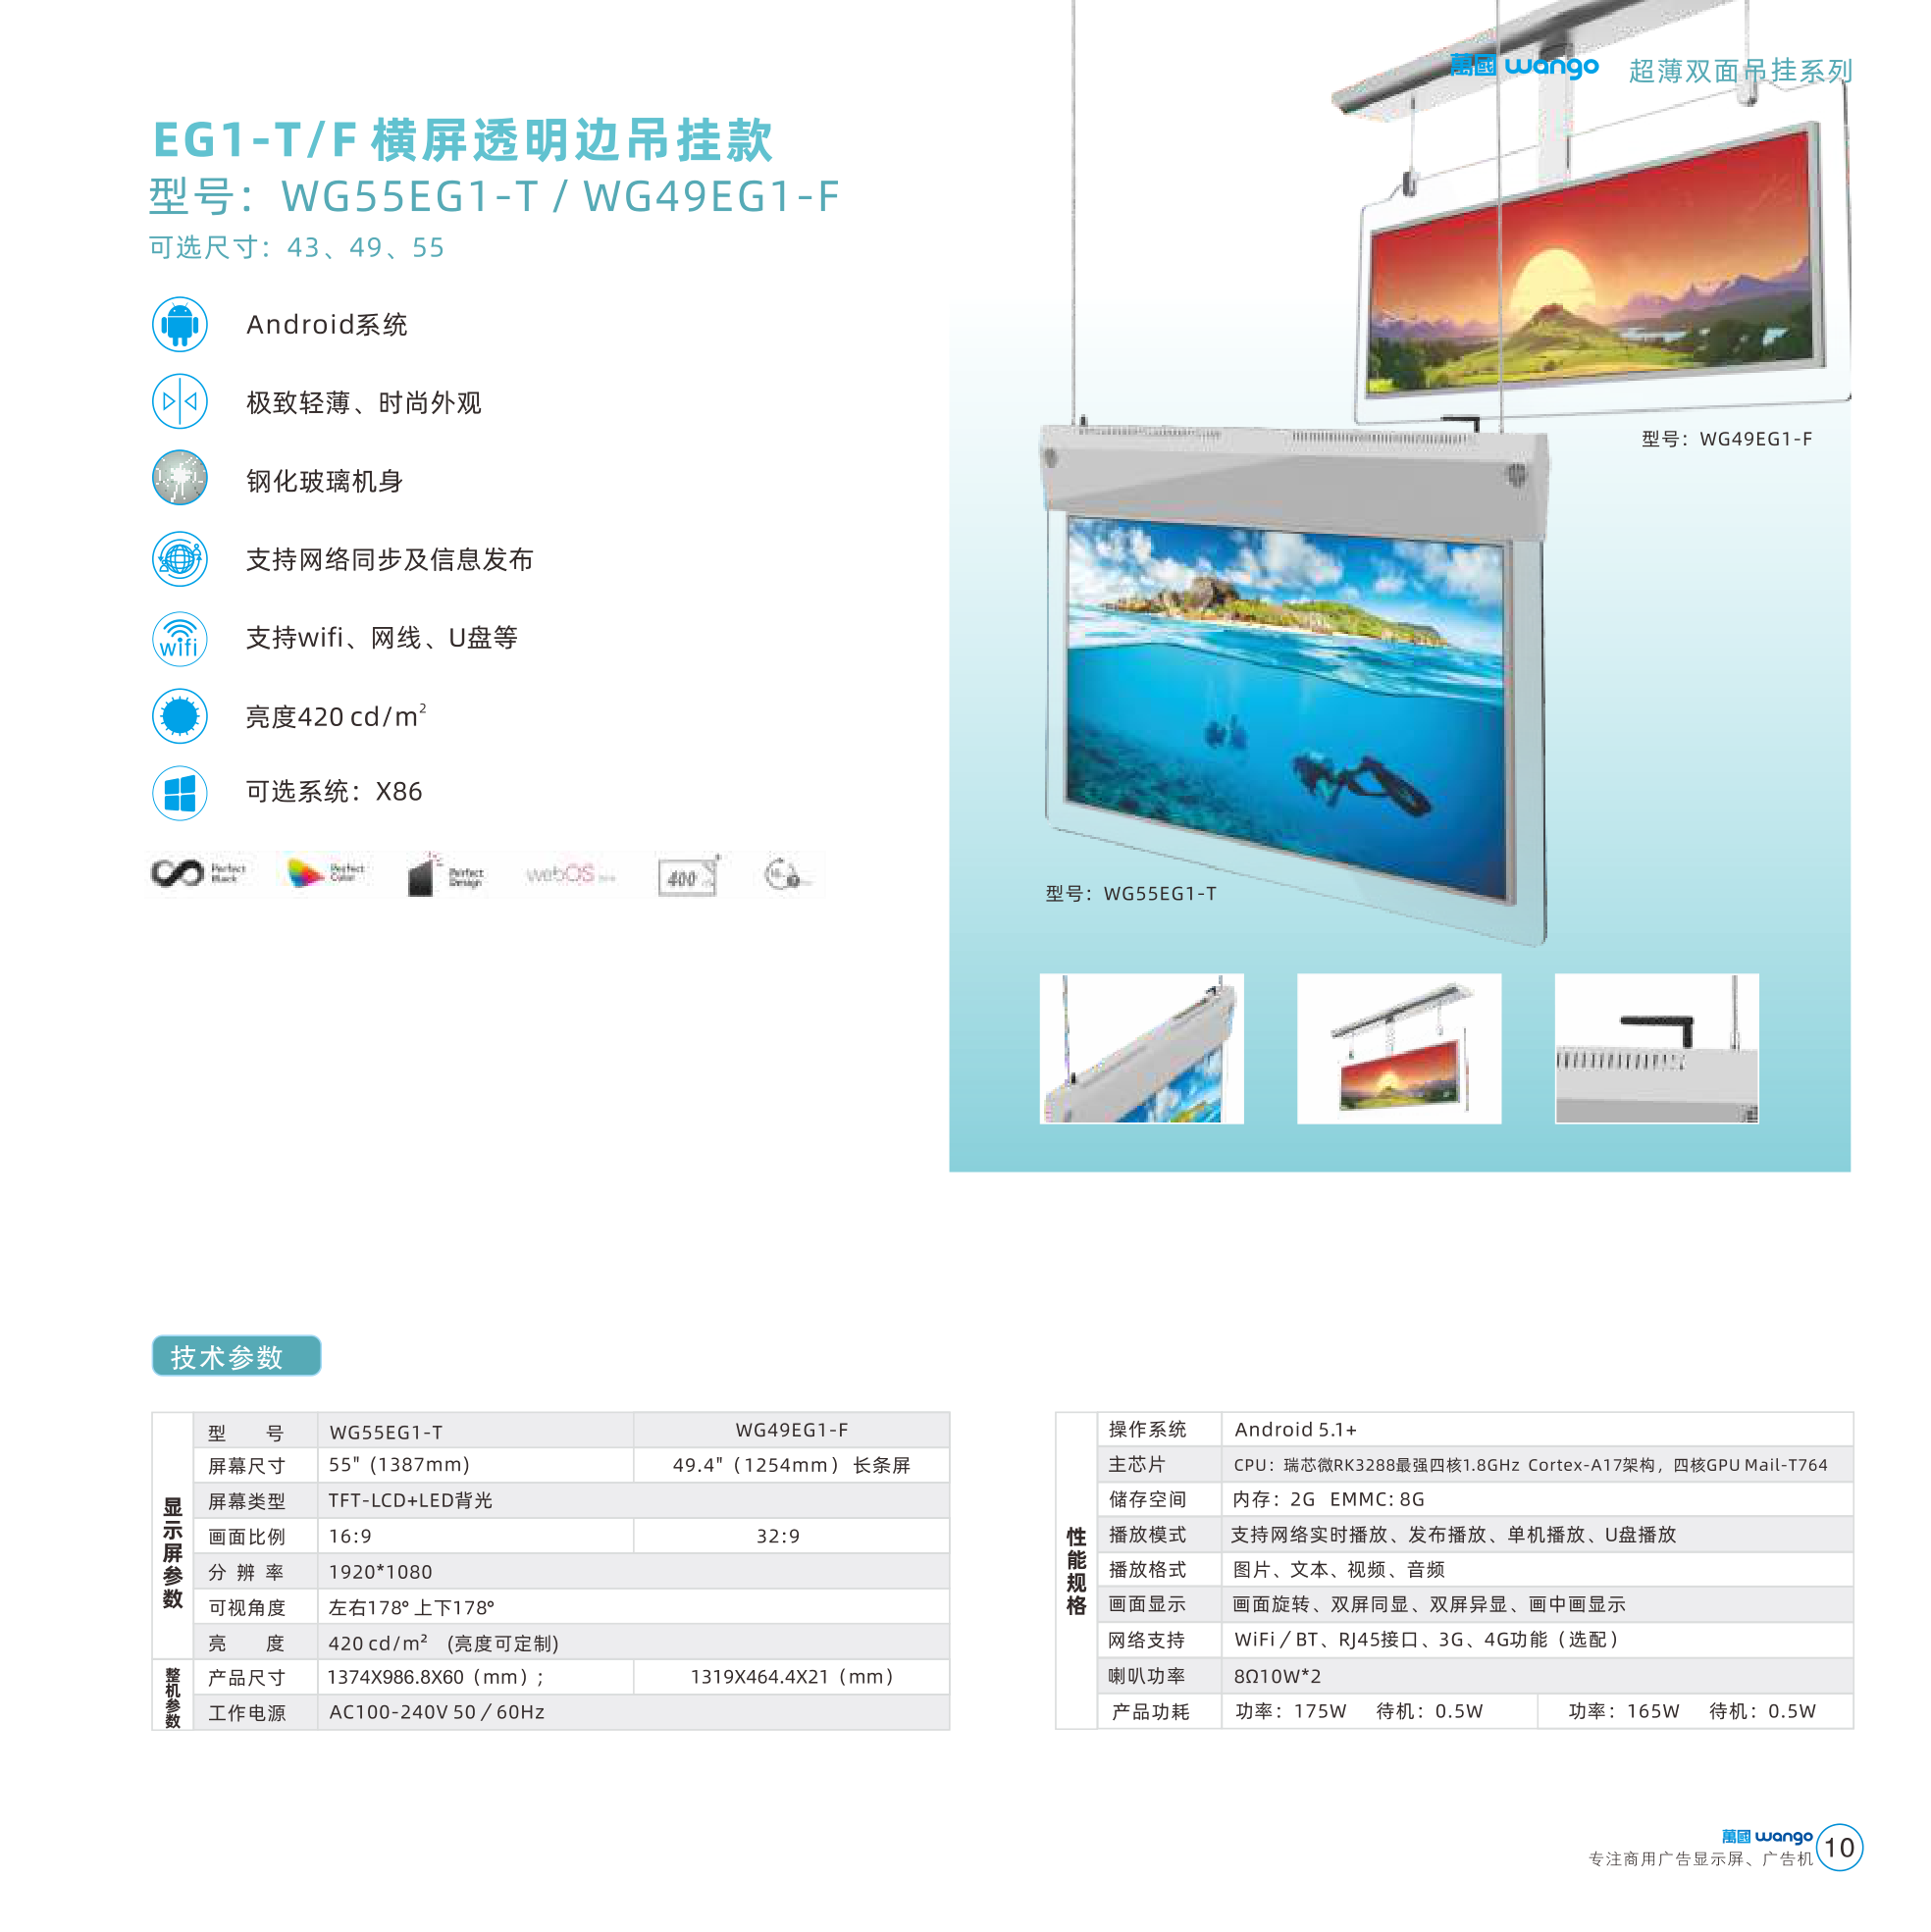 萬國 wango 超薄双面吊挂系列
EG1-T/F 横屏透明边吊挂款
型号：WG55EG1-T / WG49EG1-F
可选尺寸：43、49、55
Android系统
极致轻薄、时尚外观
钢化玻璃机身
支持网络同步及信息发布
wifi
支持wifi、网线、U盘等
亮度420 cd/m²
可选系统：X86
Perfect Black
Perfect Color
Perfect Design
webOS
400
型号：WG49EG1-F
型号：WG55EG1-T
技术参数
显示屏参数
型 号 WG55EG1-T WG49EG1-F
屏幕尺寸 55"（1387mm） 49.4"（1254mm） 长条屏
屏幕类型 TFT-LCD+LED背光
画面比例 16:9 32:9
分 辨 率 1920*1080
可视角度 左右178° 上下178°
亮 度 420 cd/m² (亮度可定制)
整机参数
产品尺寸 1374X986.8X60（mm）; 1319X464.4X21（mm）
工作电源 AC100-240V 50／60Hz
性能规格
操作系统 Android 5.1+
主芯片 CPU：瑞芯微RK3288最强四核1.8GHz Cortex-A17架构，四核GPU Mail-T764
储存空间 内存：2G EMMC: 8G
播放模式 支持网络实时播放、发布播放、单机播放、U盘播放
播放格式 图片、文本、视频、音频
画面显示 画面旋转、双屏同显、双屏异显、画中画显示
网络支持 WiFi／BT、RJ45接口、3G、4G功能（选配）
喇叭功率 8Ω10W*2
产品功耗 功率：175W 待机：0.5W 功率：165W 待机：0.5W
萬國 wango
专注商用广告显示屏、广告机
10